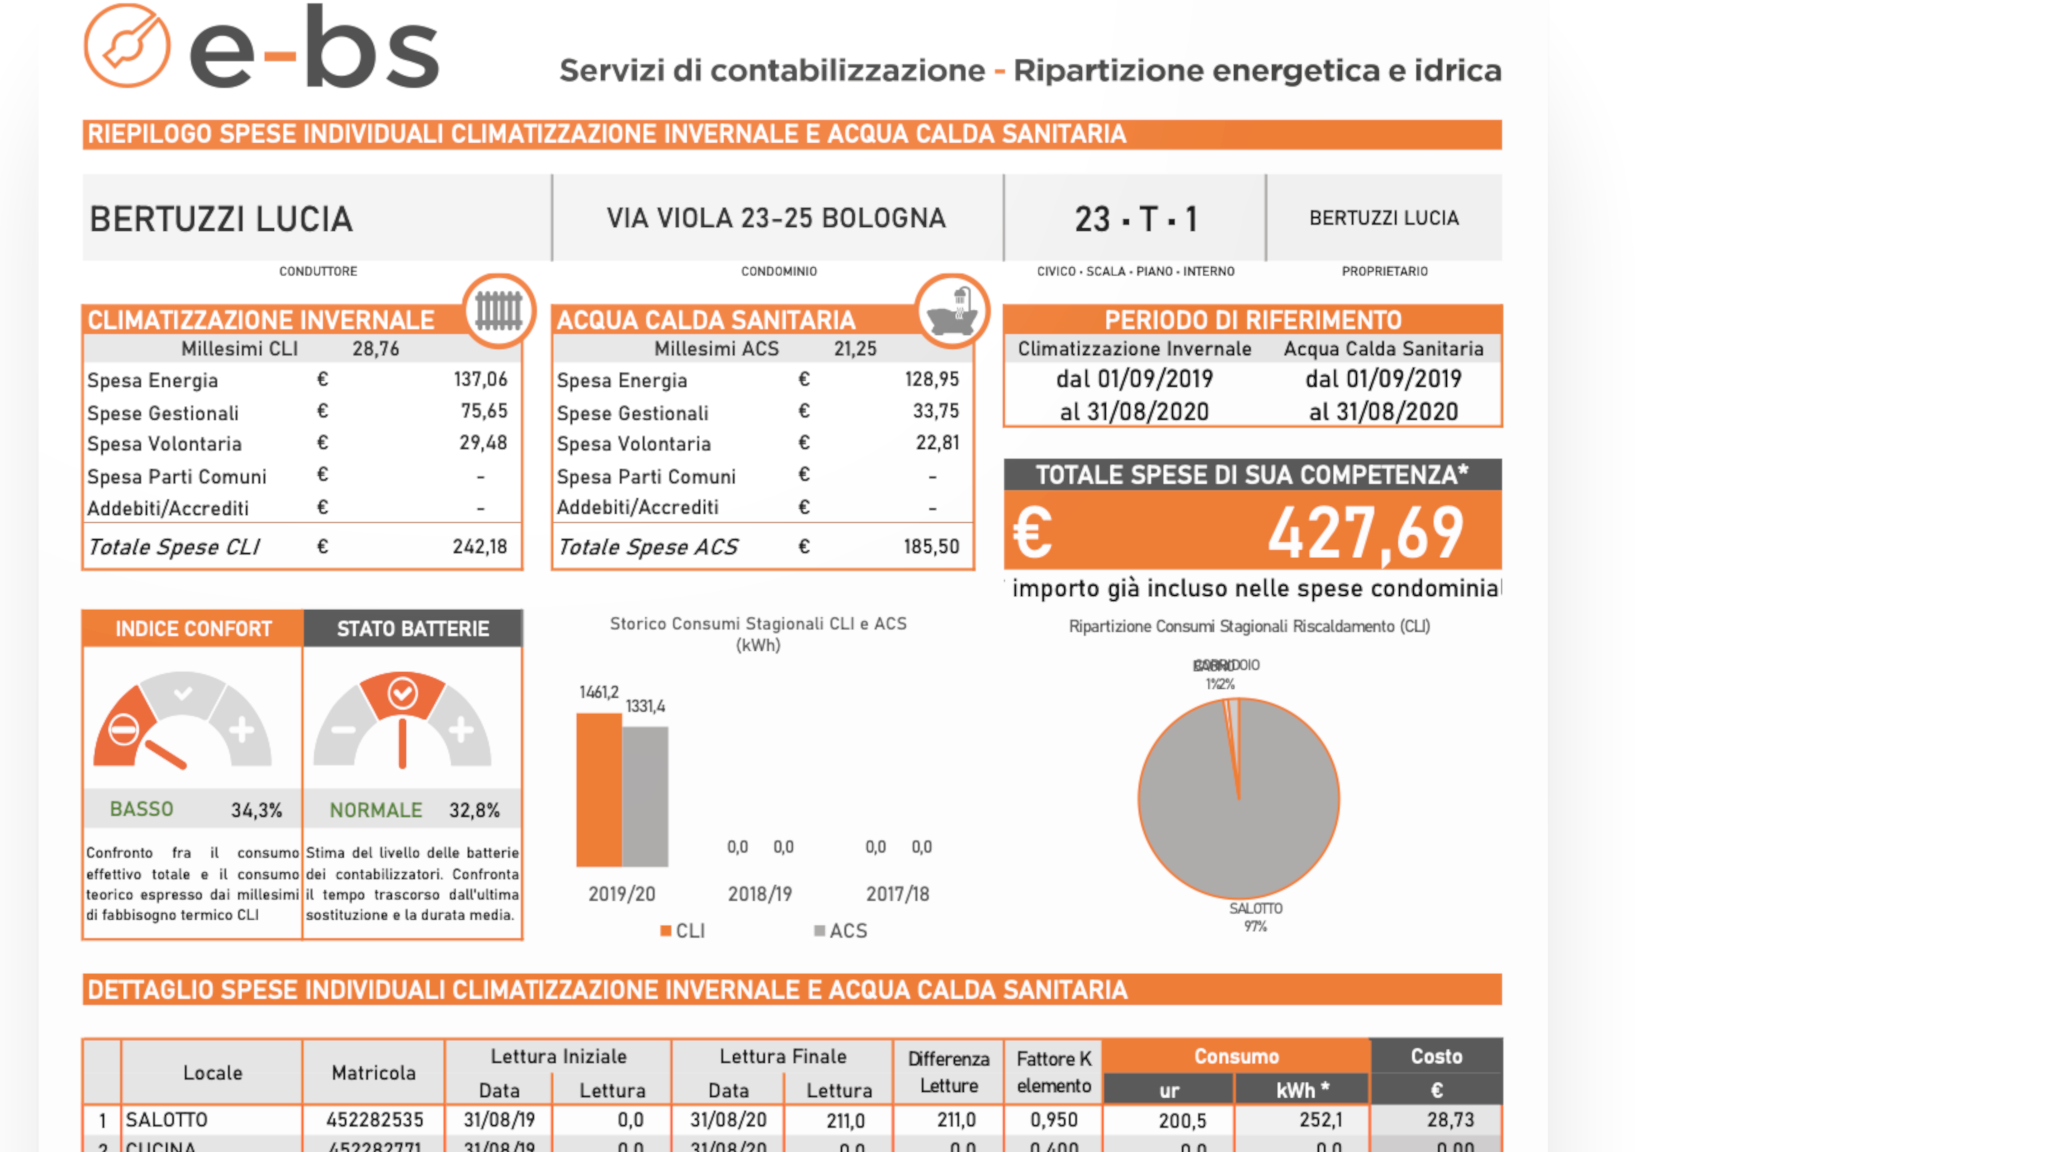 e-bs
Servizi di contabilizzazione - Ripartizione energetica e idrica
RIEPILOGO SPESE INDIVIDUALI CLIMATIZZAZIONE INVERNALE E ACQUA CALDA SANITARIA
BERTUZZI LUCIA
VIA VIOLA 23-25 BOLOGNA
23 · T · 1
BERTUZZI LUCIA
CONDUTTORE
CONDOMINIO
CIVICO · SCALA · PIANO · INTERNO
PROPRIETARIO
CLIMATIZZAZIONE INVERNALE
Millesimi CLI 28,76
Spesa Energia € 137,06
Spese Gestionali € 75,65
Spesa Volontaria € 29,48
Spesa Parti Comuni € -
Addebiti/Accrediti € -
Totale Spese CLI € 242,18
ACQUA CALDA SANITARIA
Millesimi ACS 21,25
Spesa Energia € 128,95
Spese Gestionali € 33,75
Spesa Volontaria € 22,81
Spesa Parti Comuni € -
Addebiti/Accrediti € -
Totale Spese ACS € 185,50
PERIODO DI RIFERIMENTO
Climatizzazione Invernale Acqua Calda Sanitaria
dal 01/09/2019 dal 01/09/2019
al 31/08/2020 al 31/08/2020
TOTALE SPESE DI SUA COMPETENZA*
€ 427,69
importo già incluso nelle spese condominial
INDICE CONFORT
BASSO 34,3%
Confronto fra il consumo
effettivo totale e il consumo
teorico espresso dai millesimi
di fabbisogno termico CLI
STATO BATTERIE
NORMALE 32,8%
Stima del livello delle batterie
dei contabilizzatori. Confronta
il tempo trascorso dall'ultima
sostituzione e la durata media.
Storico Consumi Stagionali CLI e ACS
(kWh)
1461,2
1331,4
0,0 0,0 0,0 0,0
2019/20 2018/19 2017/18
CLI ACS
Ripartizione Consumi Stagionali Riscaldamento (CLI)
CORRIDOIO
1% 2%
SALOTTO
97%
DETTAGLIO SPESE INDIVIDUALI CLIMATIZZAZIONE INVERNALE E ACQUA CALDA SANITARIA
Locale Matricola Lettura Iniziale Lettura Finale Differenza Letture Fattore K elemento Consumo Costo
Data Lettura Data Lettura ur kWh * €
1 SALOTTO 452282535 31/08/19 0,0 31/08/20 211,0 211,0 0,950 200,5 252,1 28,73
2 CUCINA 452282771 31/08/19 0,0 31/08/20 0,0 0,0 0,400 0,0 0,0 0,00